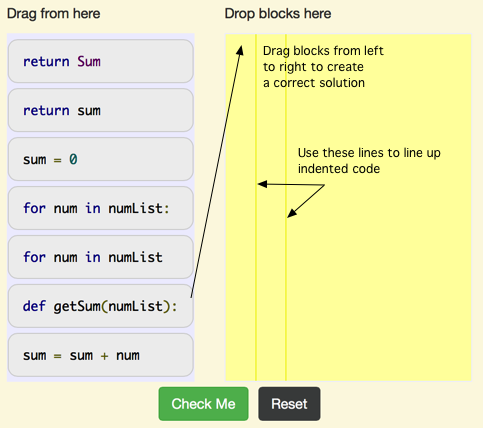 Drag from here
Drop blocks here
return Sum
return sum
sum = 0
for num in numList:
for num in numList
def getSum(numList):
sum = sum + num
Drag blocks from left
to right to create
a correct solution
Use these lines to line up
indented code
Check Me
Reset